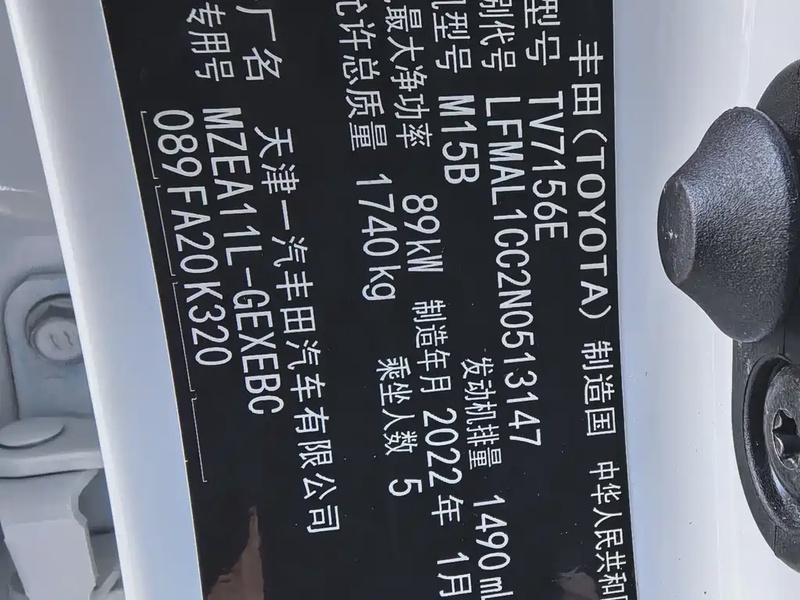 丰田(TOYOTA) 制造国 中华人民共和国
型号 TV7156E
别代号 LFMAL1CC2N0513147
机型号 M15B 发动机排量 1490mL
最大净功率 89kW 制造年月 2022年 1月
允许总质量 1740kg 乘坐人数 5
厂名 天津一汽丰田汽车有限公司
专用号 MZEA11L-GEXEBC
089FA20K320